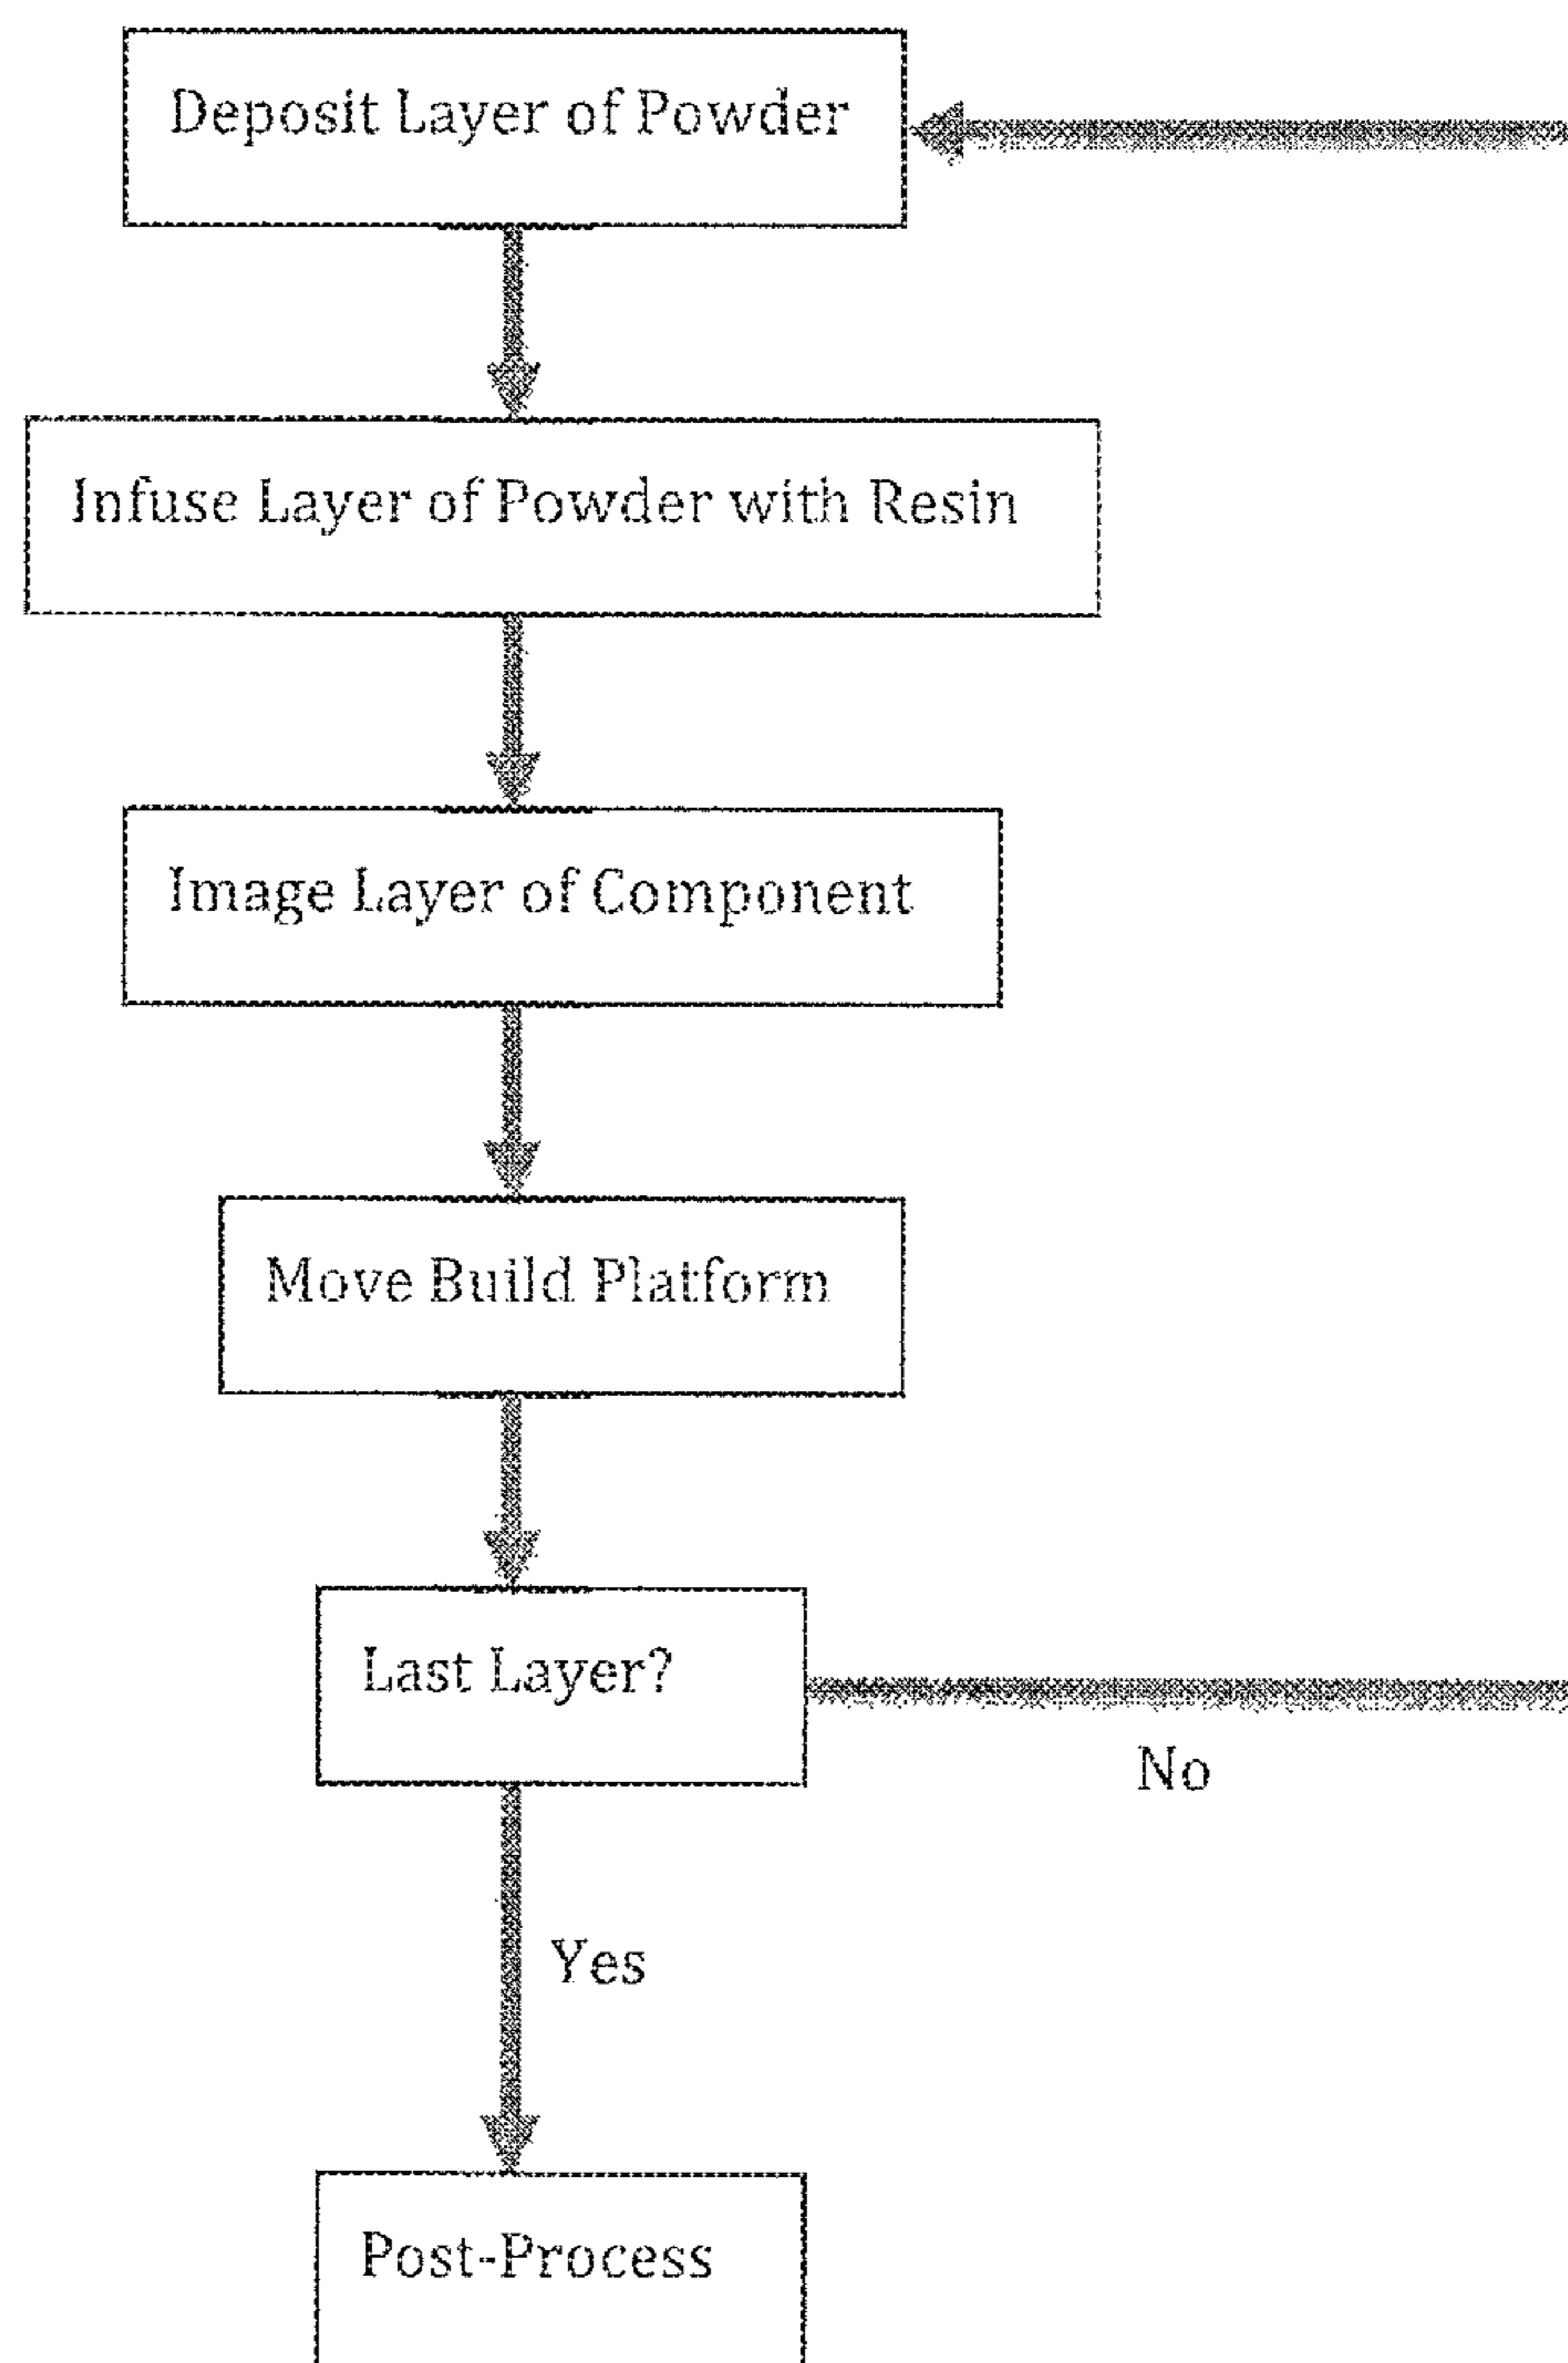 Deposit Layer of Powder
Infuse Layer of Powder with Resin
Image Layer of Component
Move Build Platform
Last Layer?
No
Yes
Post-Process